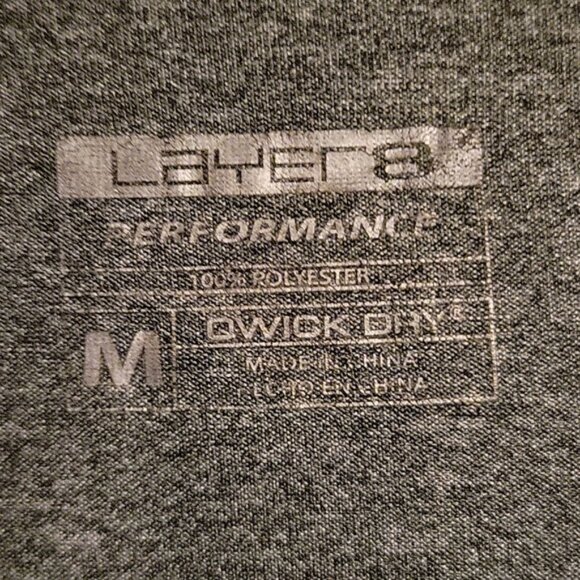 Layer8
PERFORMANCE
100% POLYESTER
M
QWICK DRY®
MADE IN CHINA
HECHO EN CHINA